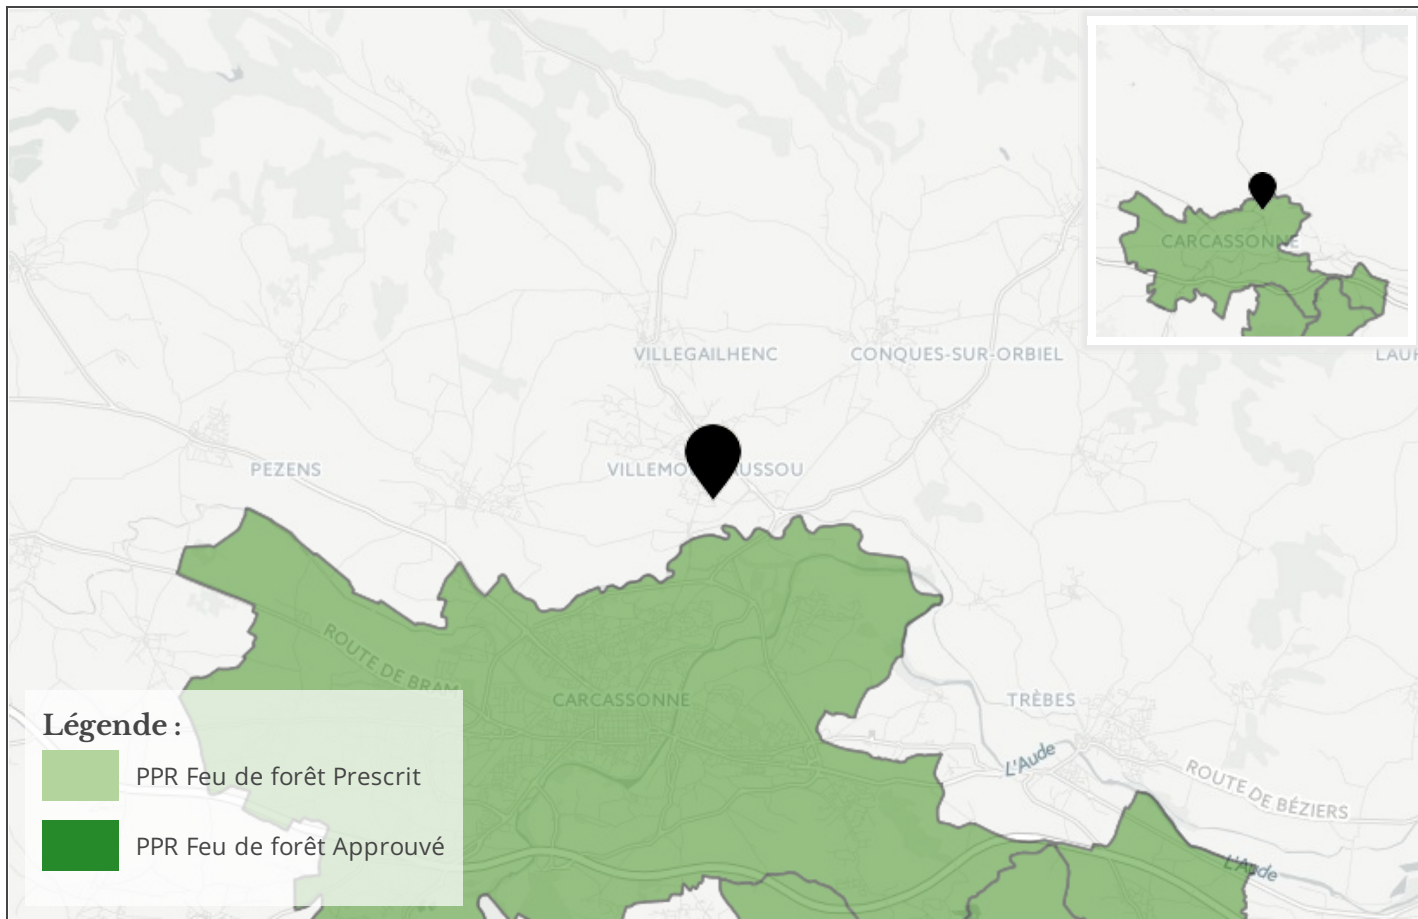 CARCASSONNE
VILLEGAILHENC
CONQUES-SUR-ORBIEL
PEZENS
ROUTE DE BRAM
CARCASSONNE
TRÈBES
L'Aude
ROUTE DE BÉZIERS
L'Aude
Légende :
PPR Feu de forêt Prescrit
PPR Feu de forêt Approuvé